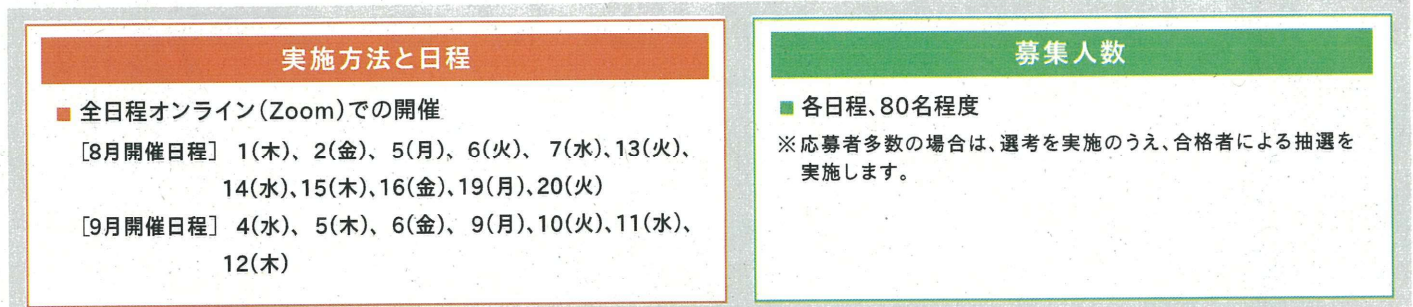 実施方法と日程
■ 全日程オンライン(Zoom)での開催
[8月開催日程] 1(木)、2(金)、5(月)、6(火)、7(水)、13(火)、
14(水)、15(木)、16(金)、19(月)、20(火)
[9月開催日程] 4(水)、5(木)、6(金)、9(月)、10(火)、11(水)、
12(木)
募集人数
■ 各日程、80名程度
※応募者多数の場合は、選考を実施のうえ、合格者による抽選を
実施します。